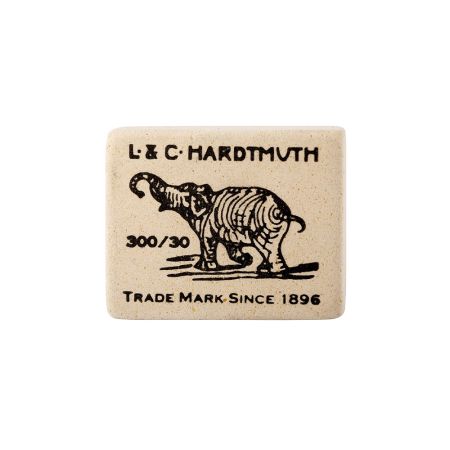 L·&C·HARDTMUTH
300/30
TRADE MARK SINCE 1896